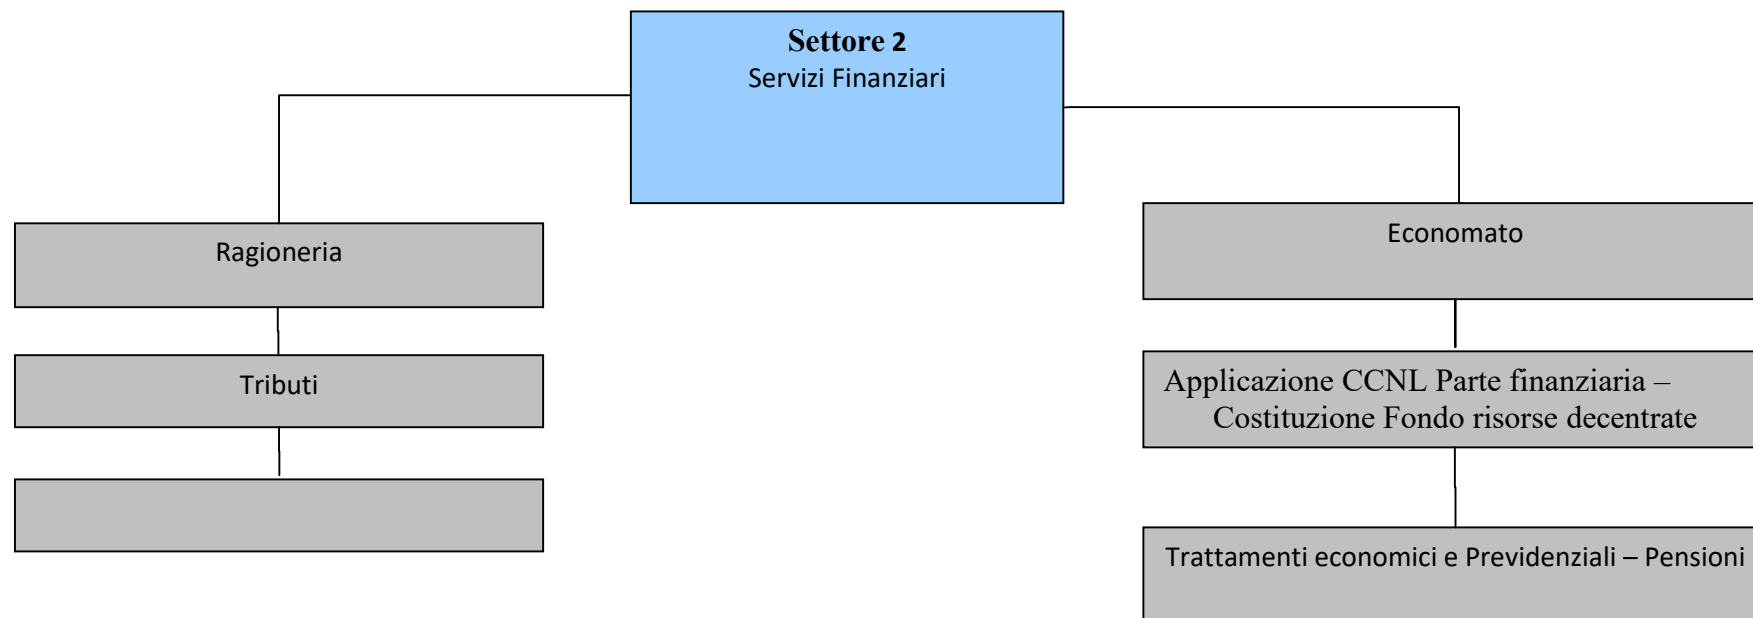 Settore 2
Servizi Finanziari
Ragioneria
Tributi
Economato
Applicazione CCNL Parte finanziaria –
Costituzione Fondo risorse decentrate
Trattamenti economici e Previdenziali – Pensioni